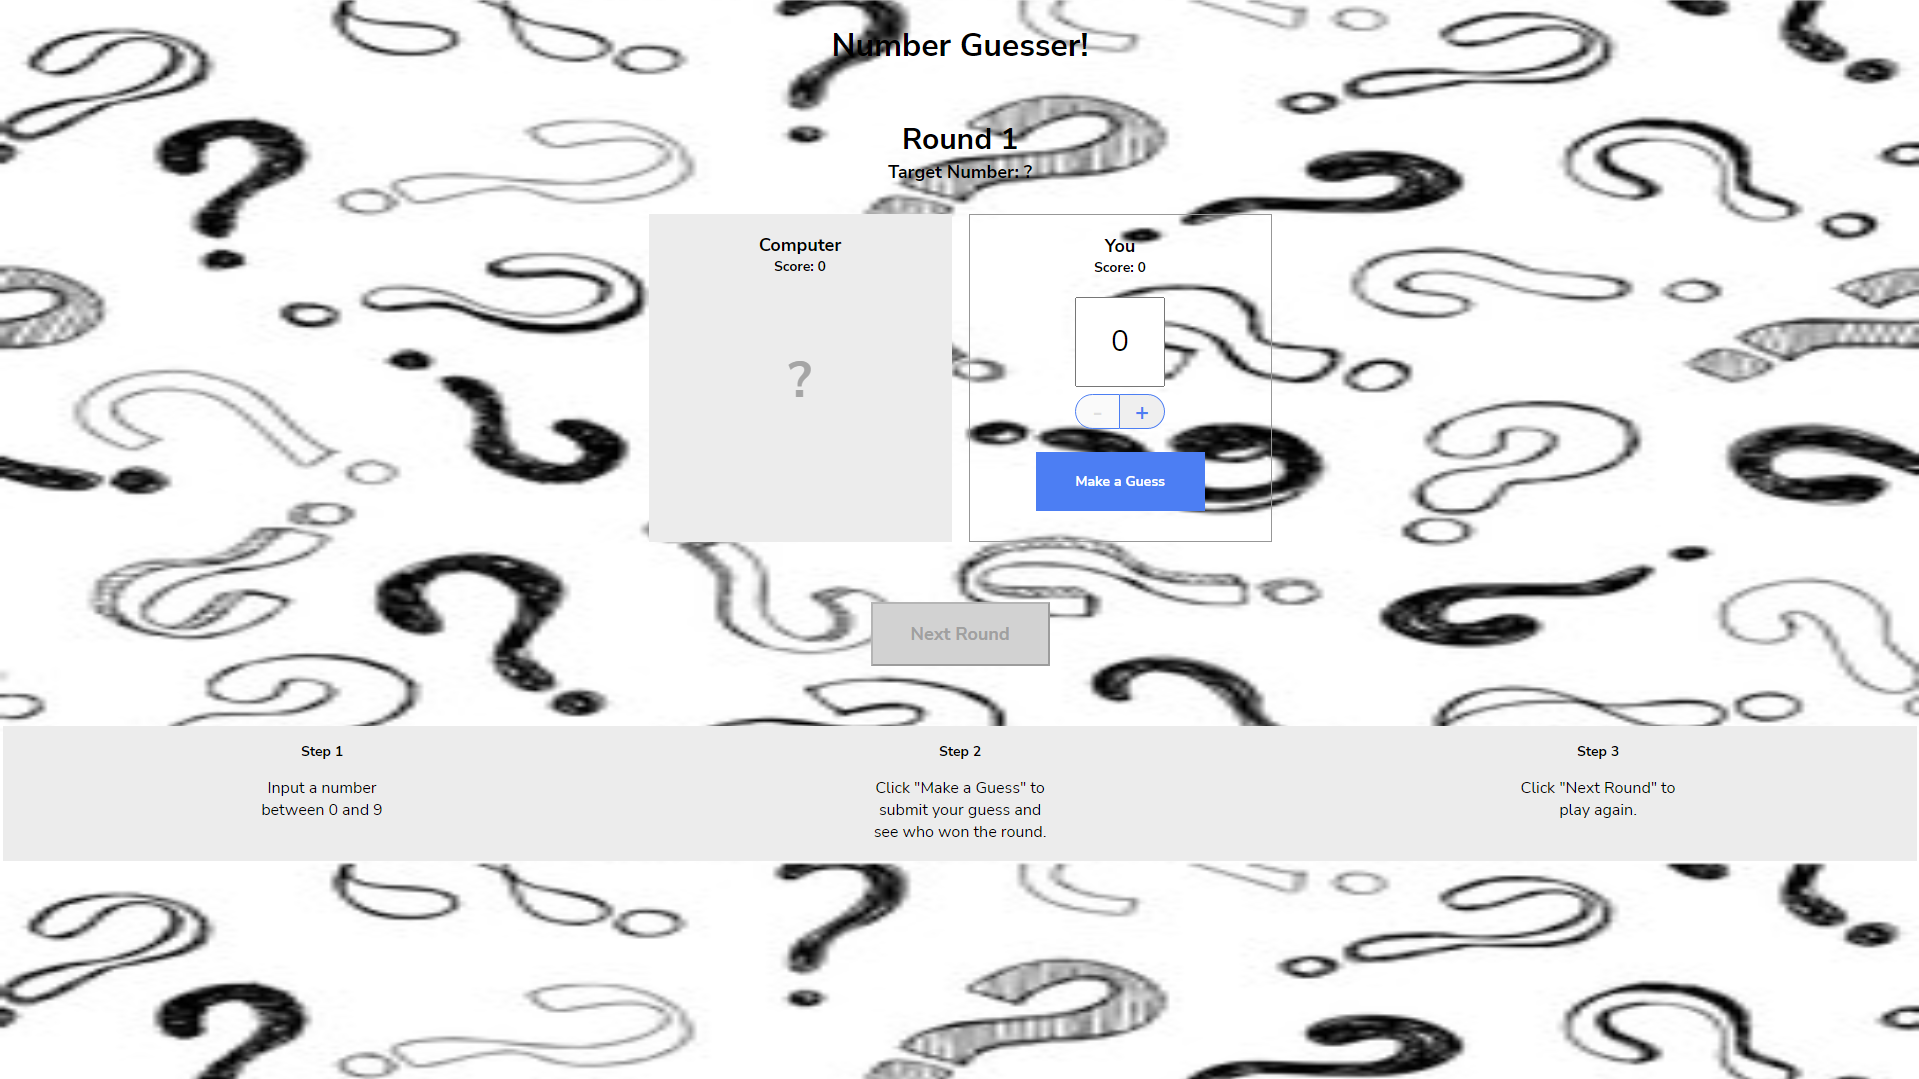 Number Guesser!
Round 1
Target Number: ?
Computer
Score: 0
?
You
Score: 0
0
- +
Make a Guess
Next Round
Step 1
Input a number
between 0 and 9
Step 2
Click "Make a Guess" to
submit your guess and
see who won the round.
Step 3
Click "Next Round" to
play again.